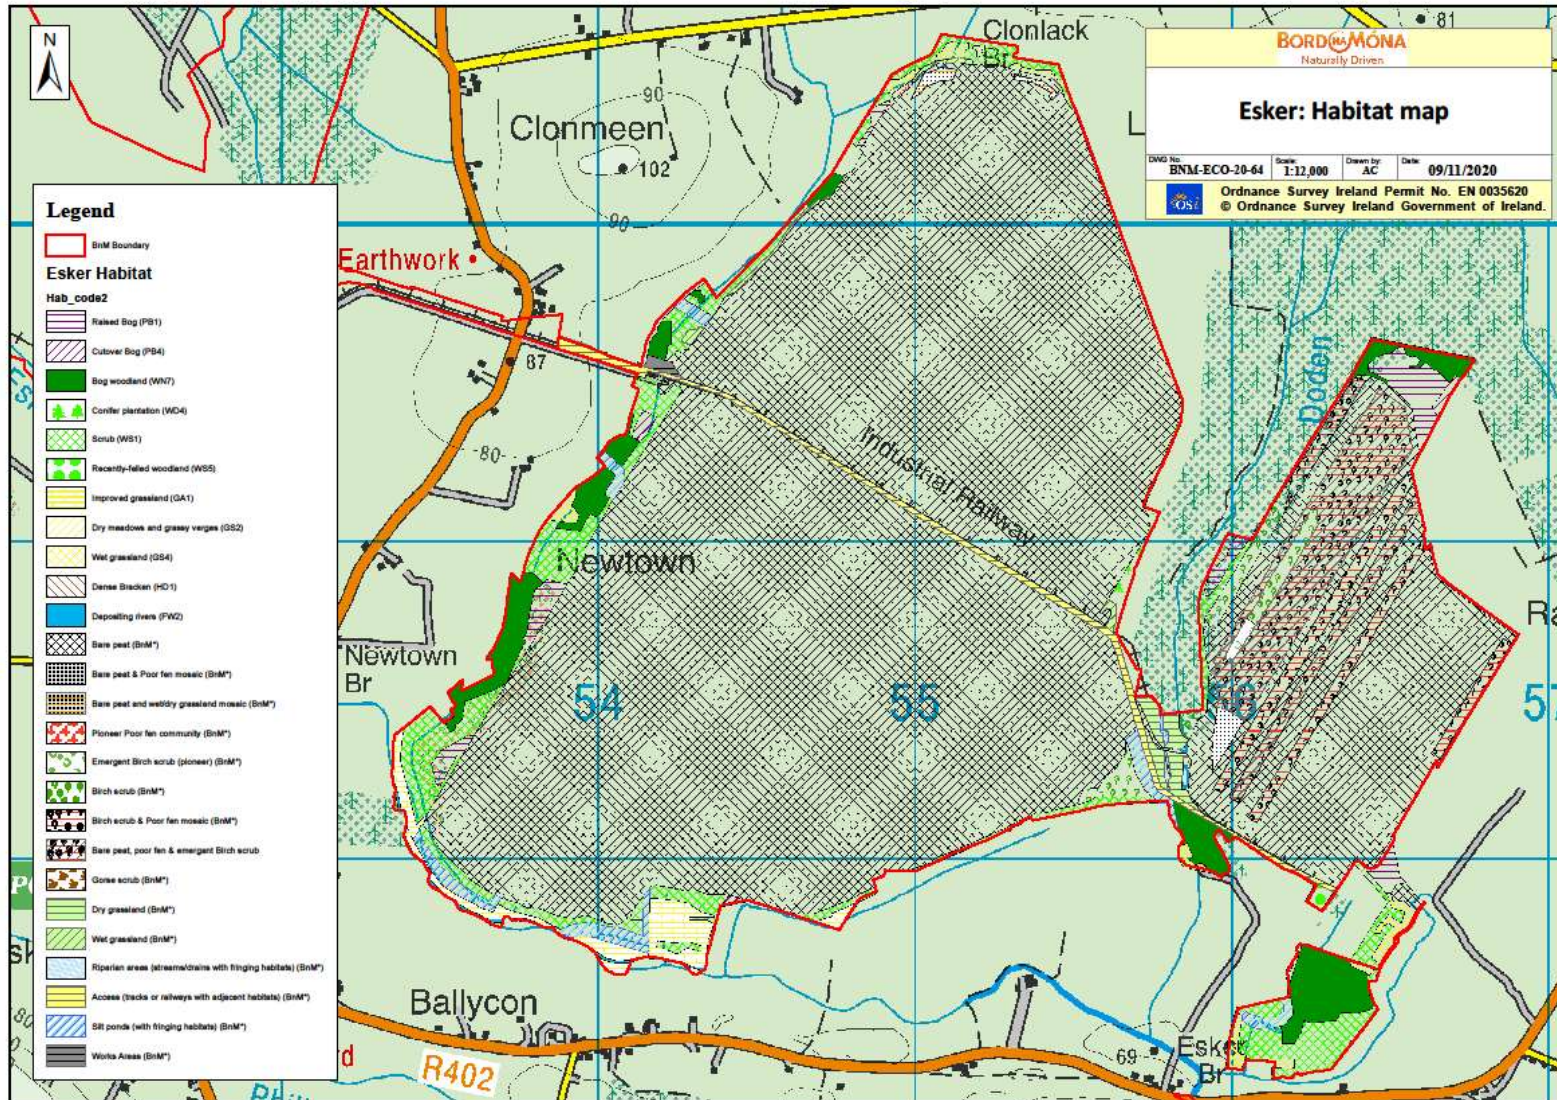 N
BORD NA MÓNA
Naturally Driven
Esker: Habitat map
DWG No. BNM-ECO-20-64
Scale: 1:12,000
Drawn by: AC
Date: 09/11/2020
OSi
Ordnance Survey Ireland Permit No. EN 0035620
© Ordnance Survey Ireland Government of Ireland.
Legend
BnM Boundary
Esker Habitat
Hab_code2
Raised Bog (PB1)
Cutover Bog (PB4)
Bog woodland (WN7)
Conifer plantation (WD4)
Scrub (WS1)
Recently-felled woodland (WS5)
Improved grassland (GA1)
Dry meadows and grassy verges (GS2)
Wet grassland (GS4)
Dense Bracken (HD1)
Depositing rivers (FW2)
Bare peat (BnM*)
Bare peat & Poor fen mosaic (BnM*)
Bare peat and wet/dry grassland mosaic (BnM*)
Pioneer Poor fen community (BnM*)
Emergent Birch scrub (pioneer) (BnM*)
Birch scrub (BnM*)
Birch scrub & Poor fen mosaic (BnM*)
Bare peat, poor fen & emergent Birch scrub
Gorse scrub (BnM*)
Dry grassland (BnM*)
Wet grassland (BnM*)
Riparian areas (streams/drains with fringing habitats) (BnM*)
Access (tracks or railways with adjacent habitats) (BnM*)
Silt ponds (with fringing habitats) (BnM*)
Works Areas (BnM*)
Clonlack
Br
81
90
Clonmeen
102
90
Earthwork
87
80
Doden
Industrial Railway
Newtown
Newtown
Br
54
55
56
57
Ra
L
Ballycon
R402
69
Esker
Br
80
d